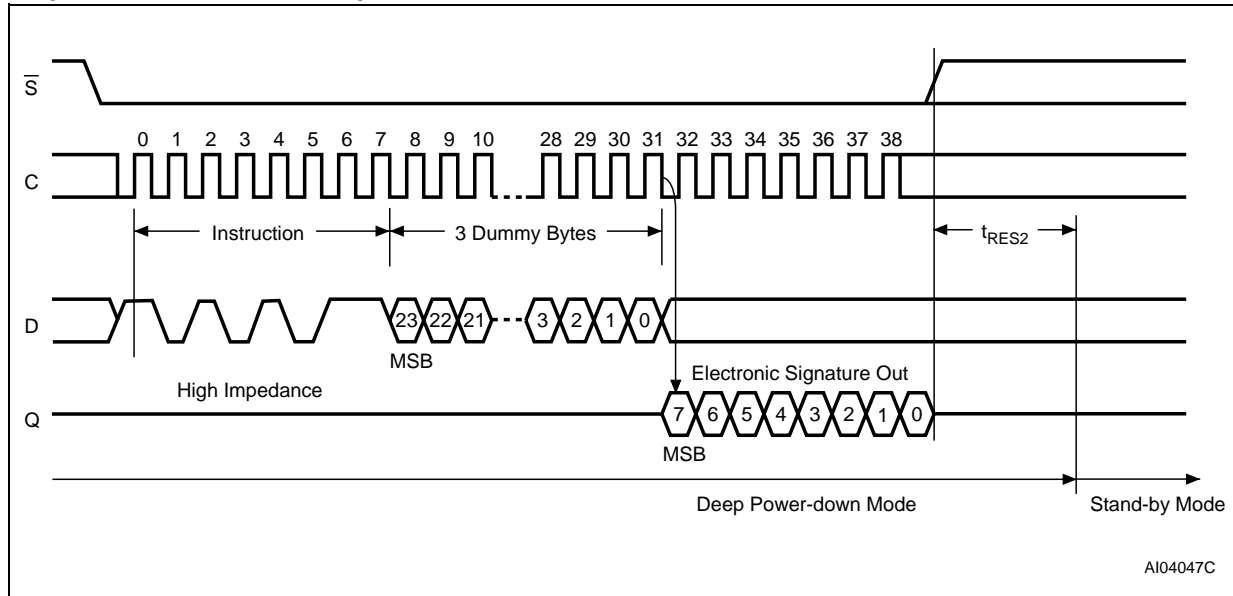 S
0 1 2 3 4 5 6 7 8 9 10 28 29 30 31 32 33 34 35 36 37 38
C
Instruction 3 Dummy Bytes tRES2
D 23 22 21 3 2 1 0
MSB
High Impedance Electronic Signature Out
Q 7 6 5 4 3 2 1 0
MSB
Deep Power-down Mode Stand-by Mode
AI04047C